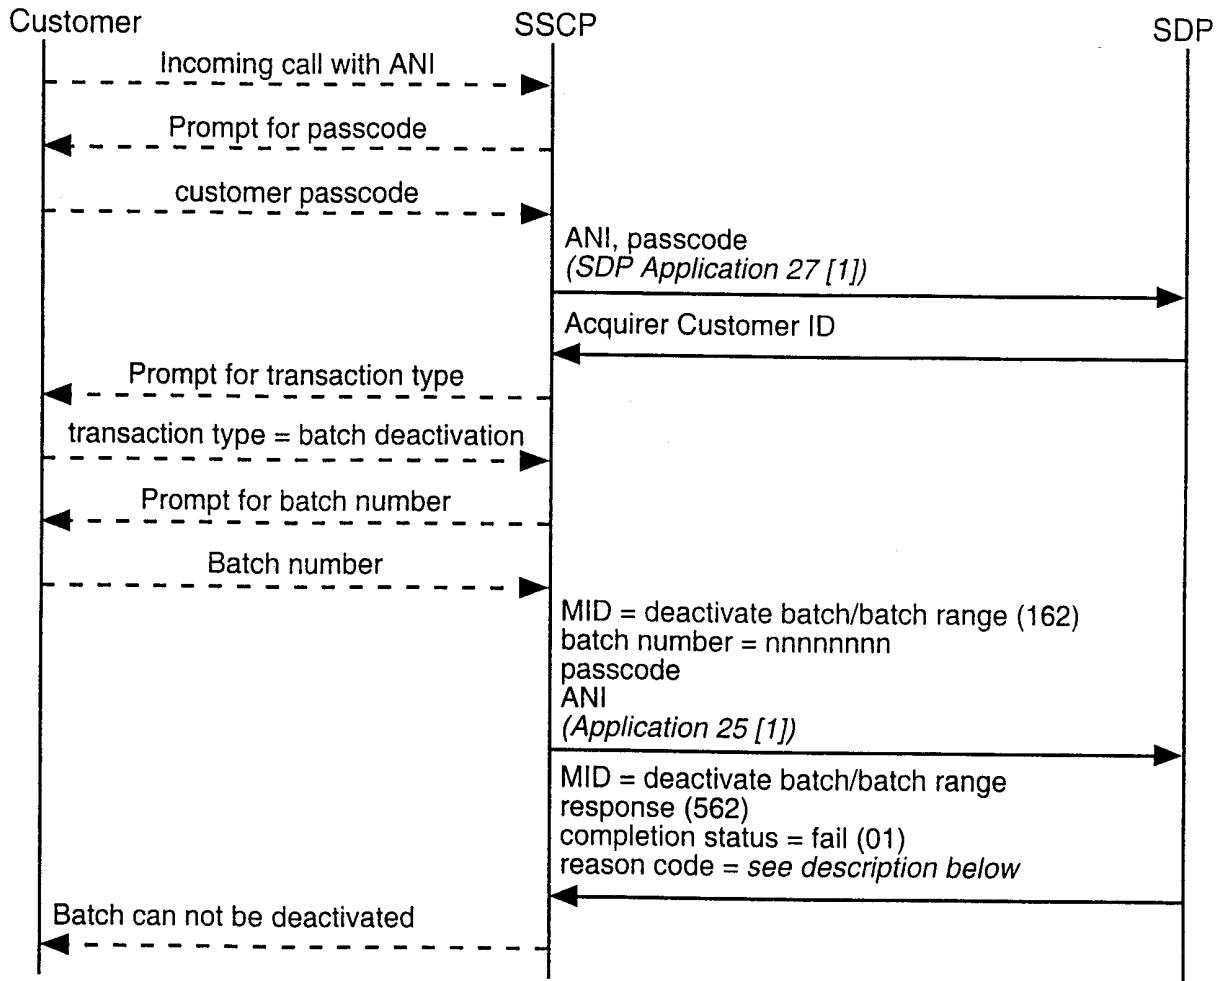 Customer
SSCP
SDP
Incoming call with ANI
Prompt for passcode
customer passcode
ANI, passcode
(SDP Application 27 [1])
Acquirer Customer ID
Prompt for transaction type
transaction type = batch deactivation
Prompt for batch number
Batch number
MID = deactivate batch/batch range (162)
batch number = nnnnnnnn
passcode
ANI
(Application 25 [1])
MID = deactivate batch/batch range
response (562)
completion status = fail (01)
reason code = see description below
Batch can not be deactivated